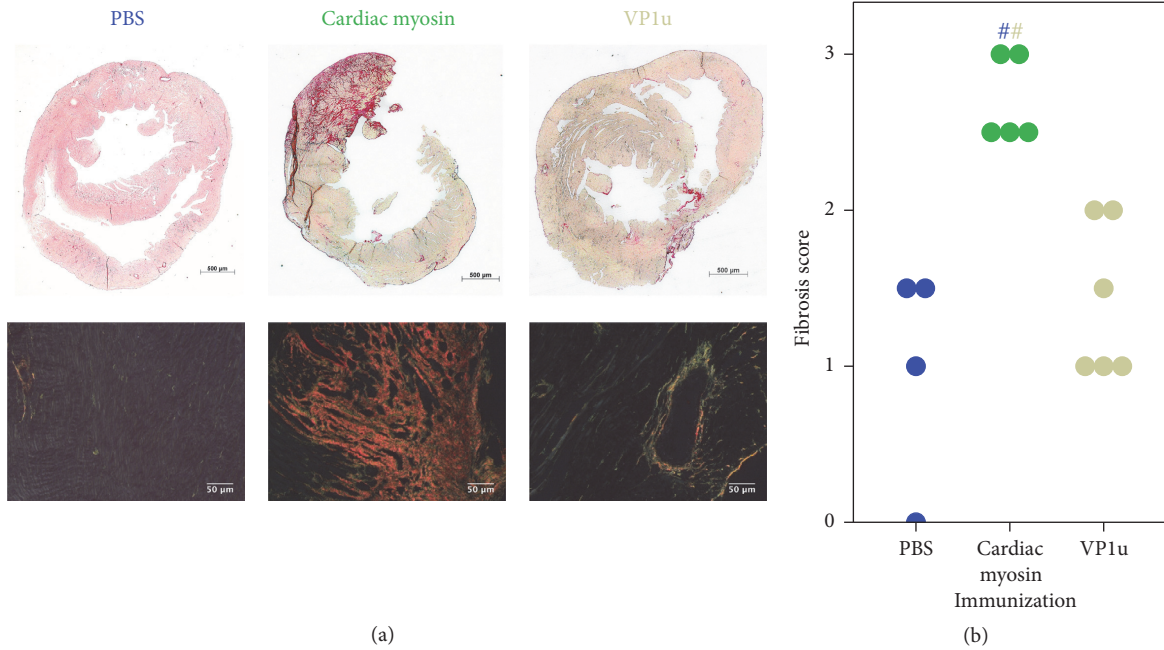 PBS
Cardiac myosin
VP1u
500 µm
500 µm
500 µm
50 µm
50 µm
50 µm
(a)
##
3
2
1
0
Fibrosis score
PBS
Cardiac
myosin
VP1u
Immunization
(b)